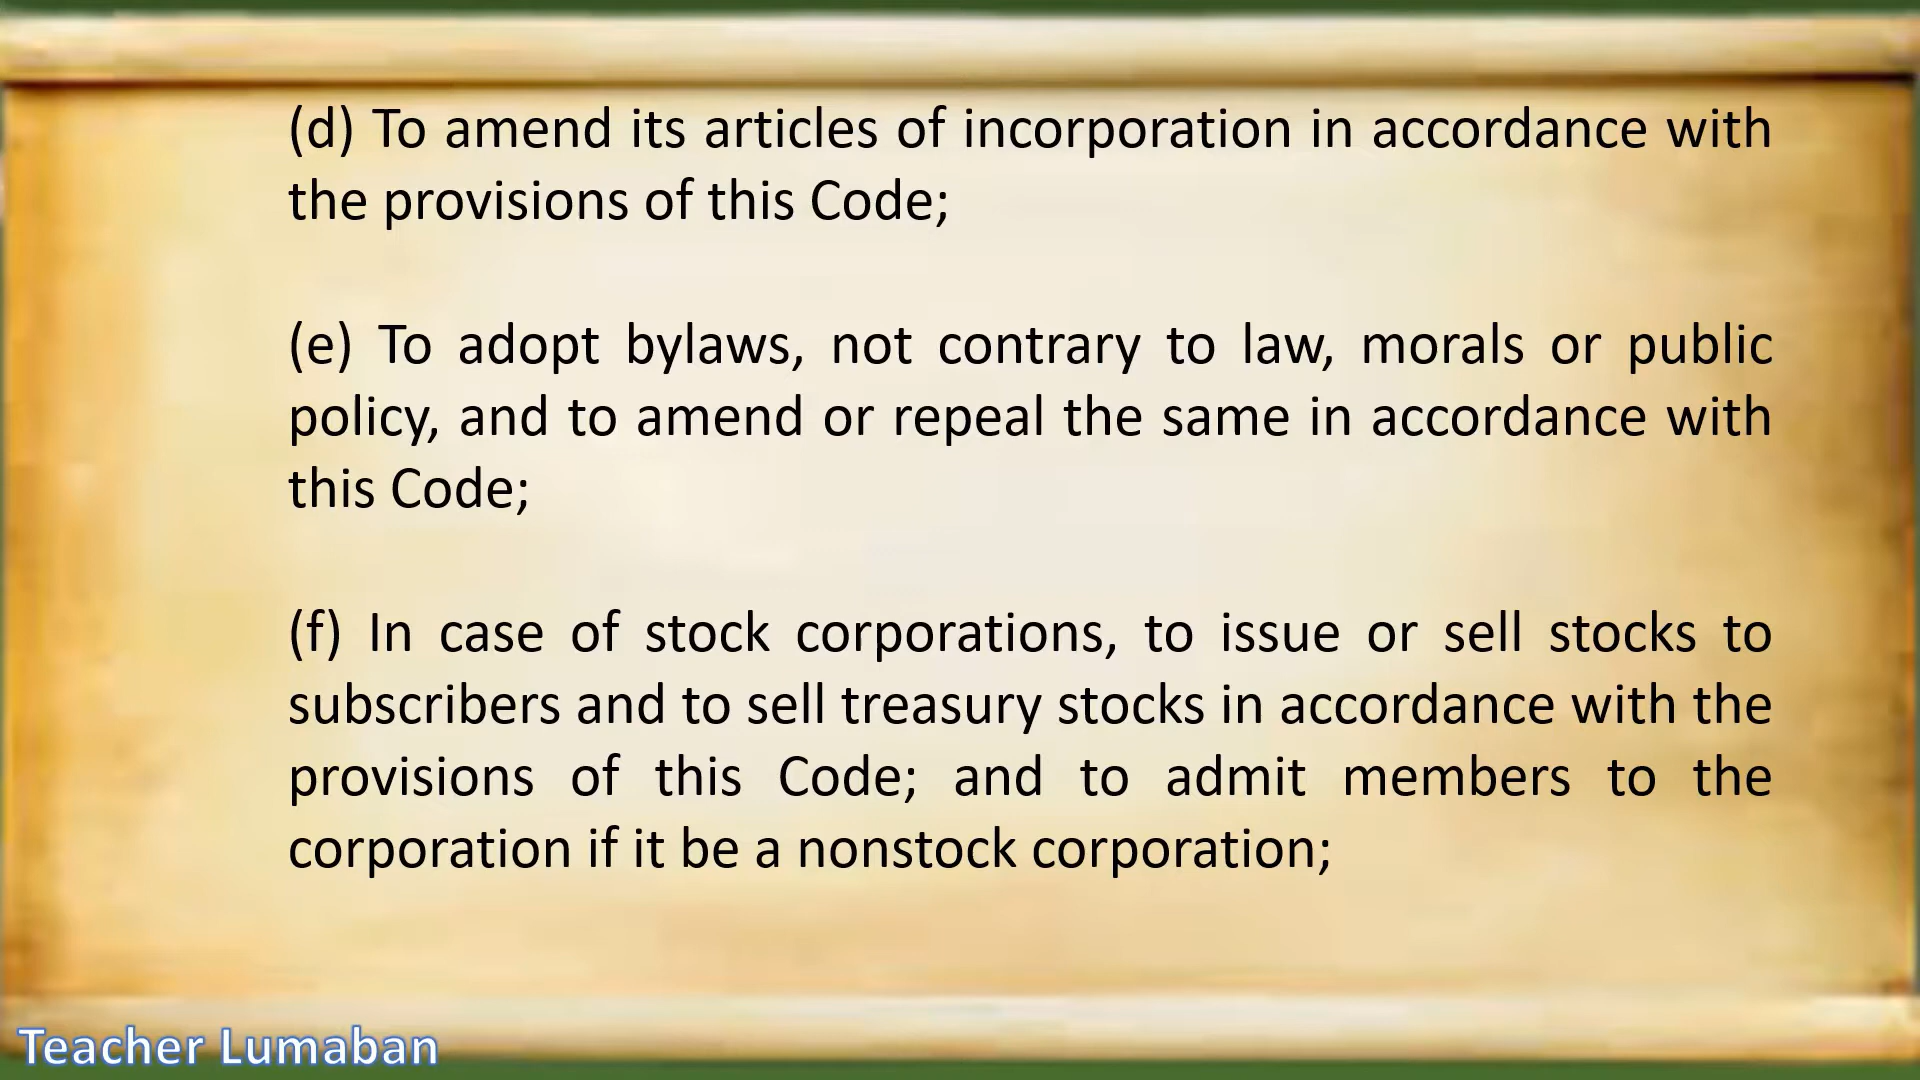 (d) To amend its articles of incorporation in accordance with
the provisions of this Code;
(e) To adopt bylaws, not contrary to law, morals or public
policy, and to amend or repeal the same in accordance with
this Code;
(f) In case of stock corporations, to issue or sell stocks to
subscribers and to sell treasury stocks in accordance with the
provisions of this Code; and to admit members to the
corporation if it be a nonstock corporation;
Teacher Lumaban